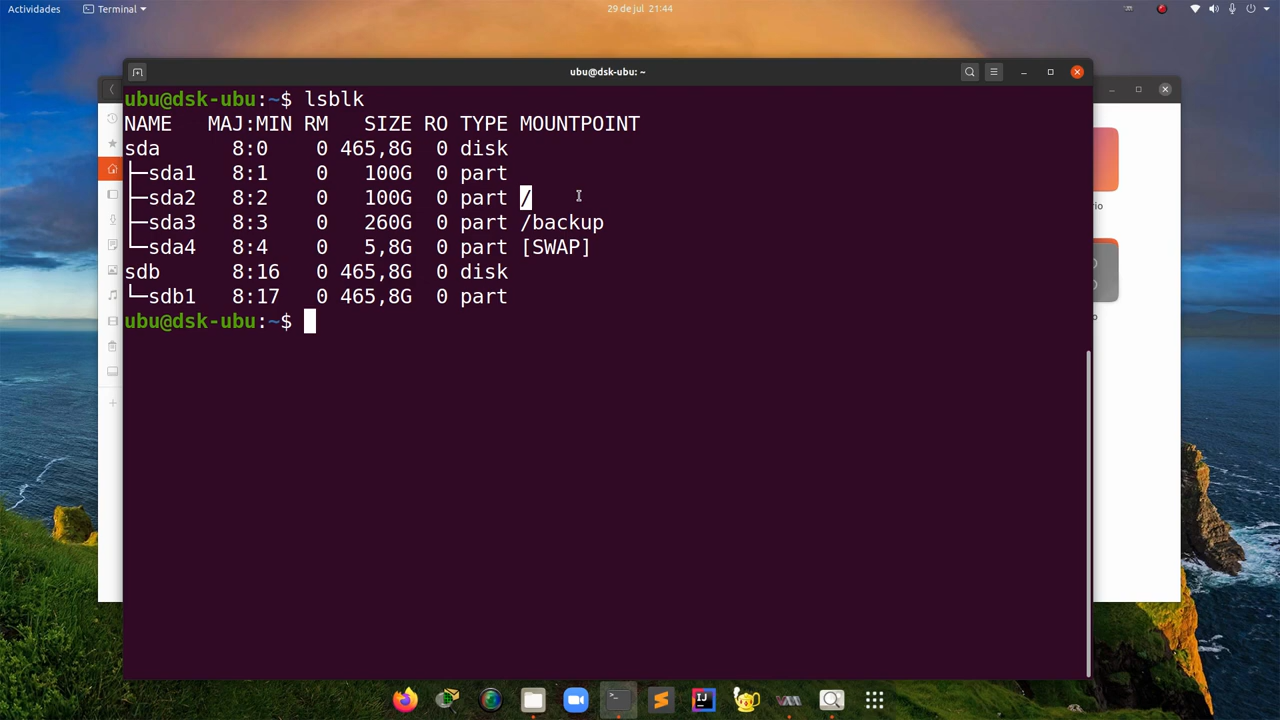 Actividades Terminal 29 de jul 21:44
ubu@dsk-ubu: ~
ubu@dsk-ubu:~$ lsblk
NAME   MAJ:MIN RM   SIZE RO TYPE MOUNTPOINT
sda      8:0    0 465,8G  0 disk
├─sda1   8:1    0   100G  0 part
├─sda2   8:2    0   100G  0 part /
├─sda3   8:3    0   260G  0 part /backup
└─sda4   8:4    0   5,8G  0 part [SWAP]
sdb      8:16   0 465,8G  0 disk
└─sdb1   8:17   0 465,8G  0 part
ubu@dsk-ubu:~$
IJ